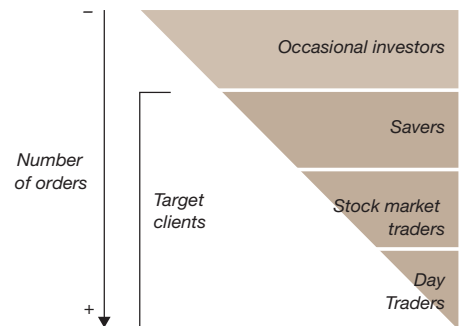 −
Occasional investors
Savers
Number
of orders
Target
clients
Stock market
traders
Day
Traders
+